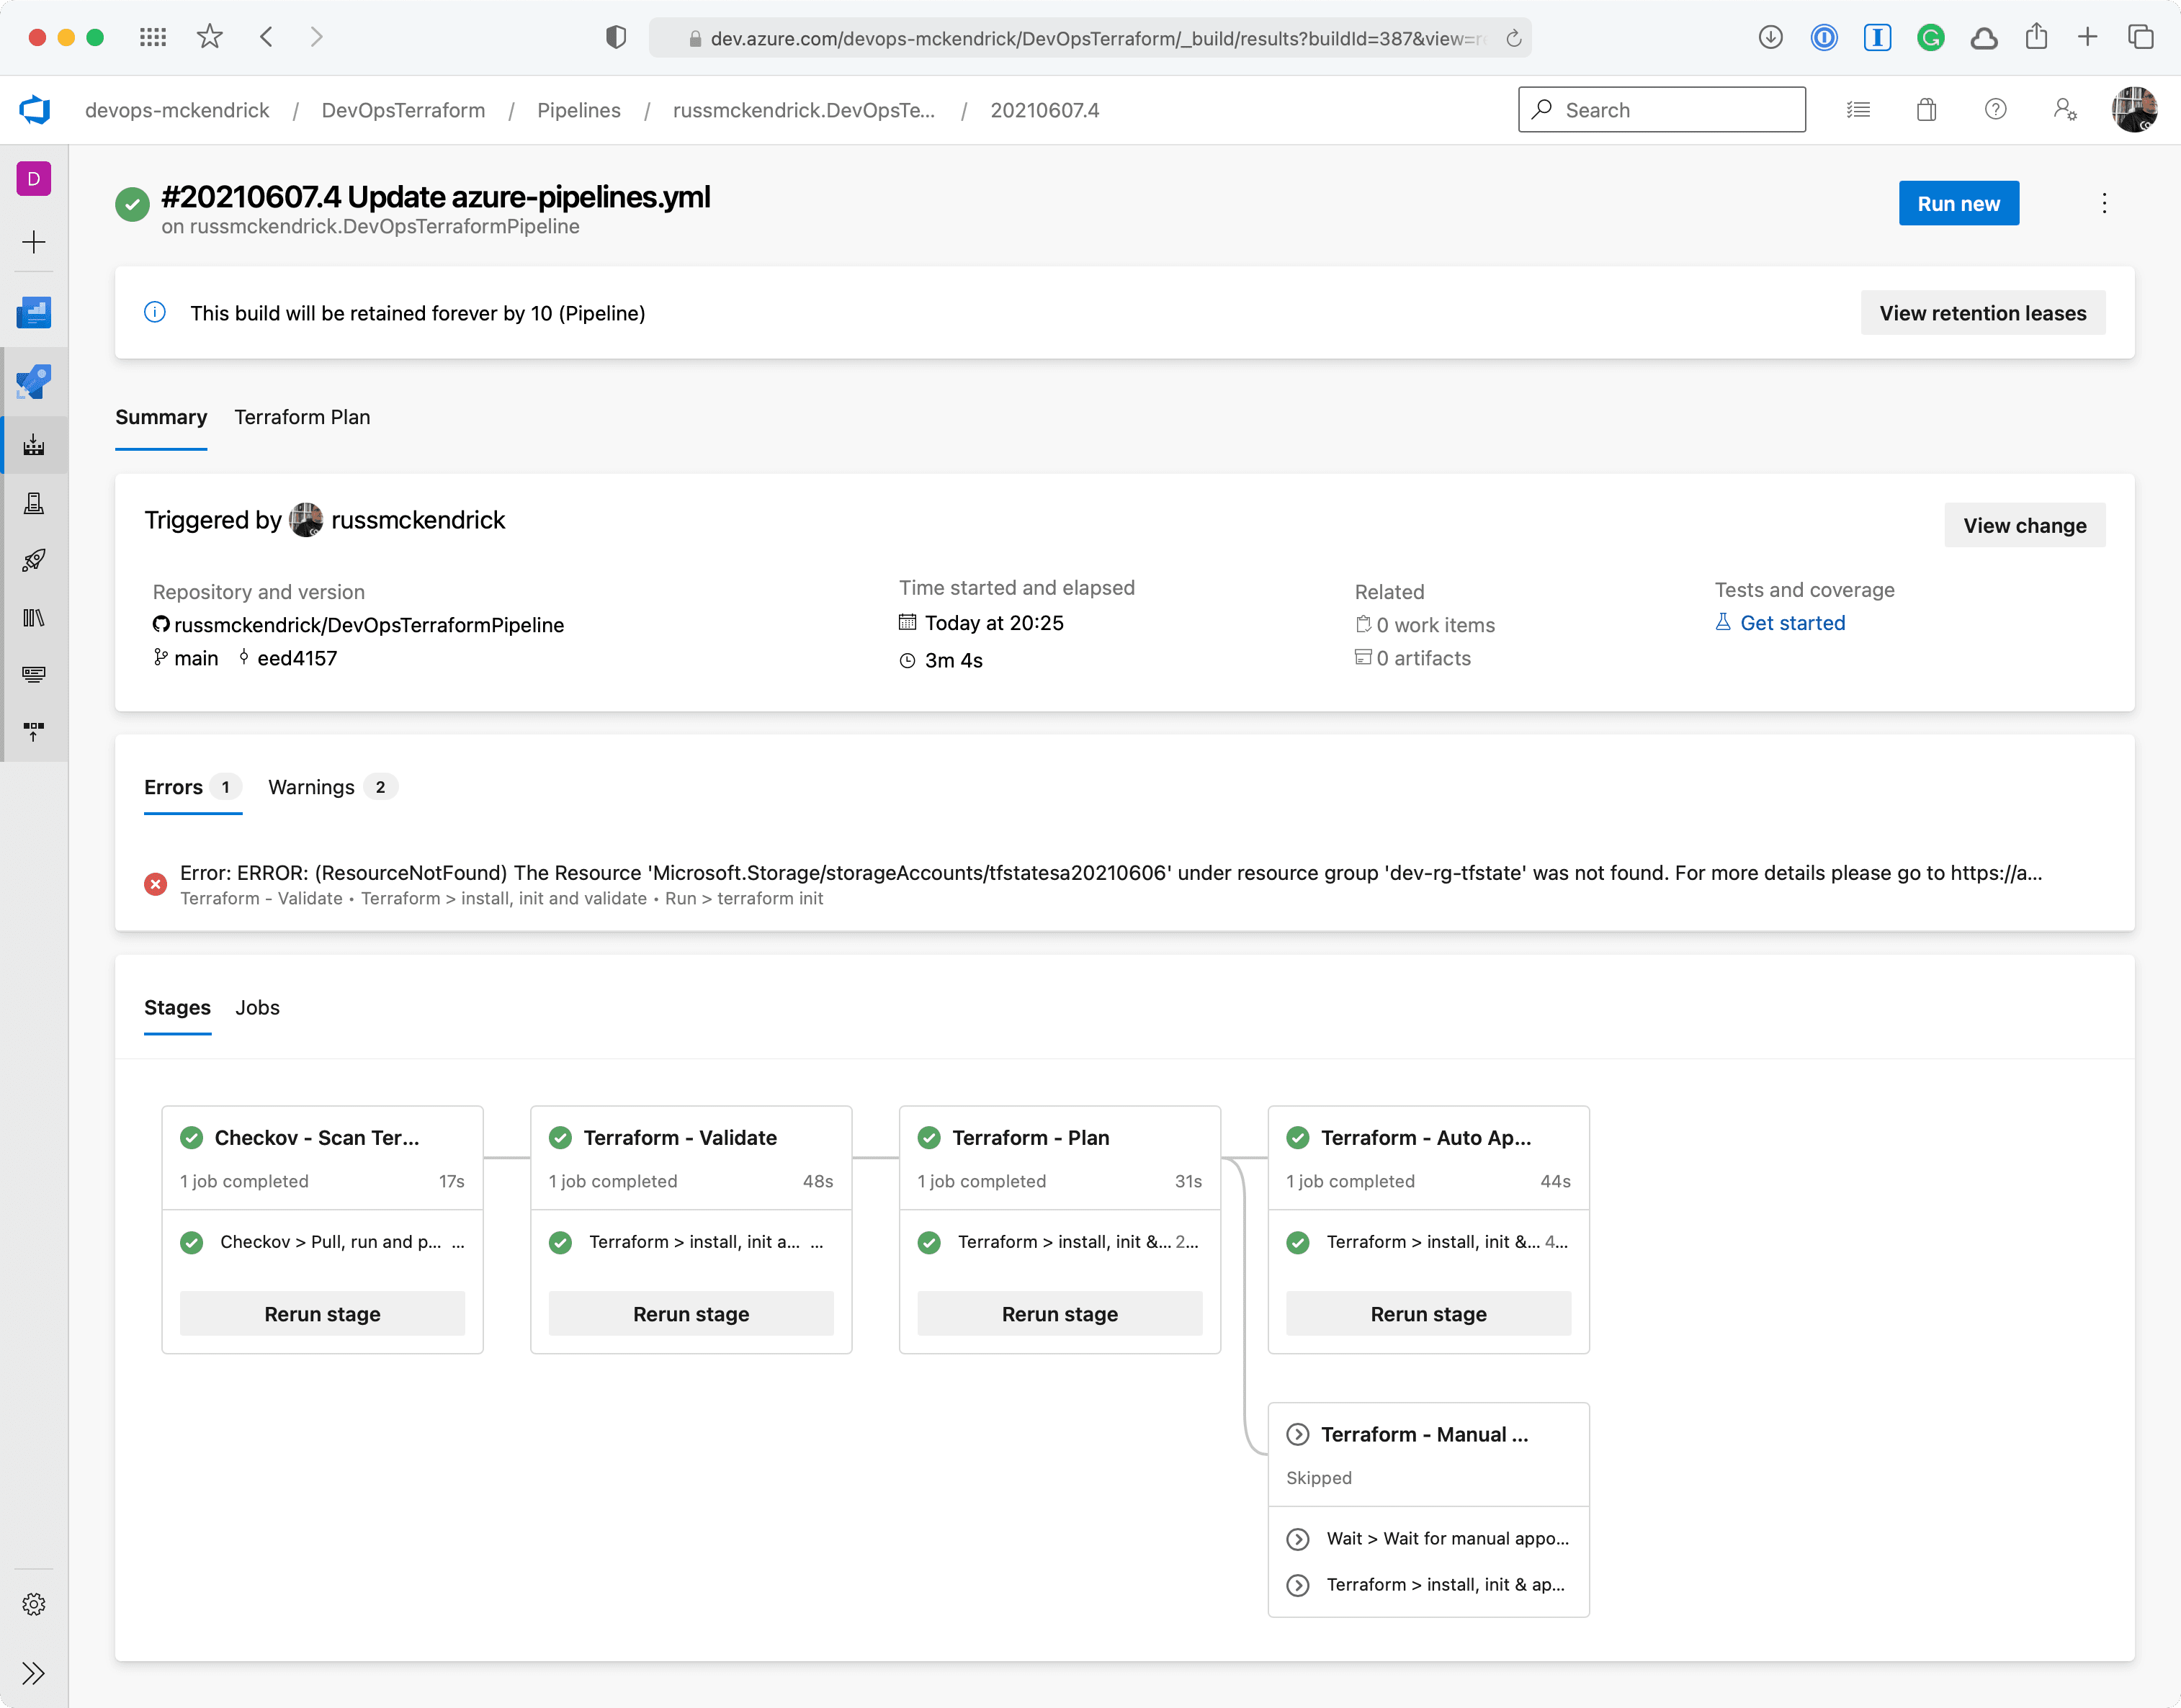 dev.azure.com/devops-mckendrick/DevOpsTerraform/_build/results?buildId=387&view=r
devops-mckendrick / DevOpsTerraform / Pipelines / russmckendrick.DevOpsTe... / 20210607.4
Search
D
#20210607.4 Update azure-pipelines.yml
on russmckendrick.DevOpsTerraformPipeline
Run new
This build will be retained forever by 10 (Pipeline)
View retention leases
Summary Terraform Plan
Triggered by russmckendrick
View change
Repository and version
russmckendrick/DevOpsTerraformPipeline
main eed4157
Time started and elapsed
Today at 20:25
3m 4s
Related
0 work items
0 artifacts
Tests and coverage
Get started
Errors 1 Warnings 2
Error: ERROR: (ResourceNotFound) The Resource 'Microsoft.Storage/storageAccounts/tfstatesa20210606' under resource group 'dev-rg-tfstate' was not found. For more details please go to https://a...
Terraform - Validate • Terraform > install, init and validate • Run > terraform init
Stages Jobs
Checkov - Scan Ter...
1 job completed 17s
Checkov > Pull, run and p... ...
Rerun stage
Terraform - Validate
1 job completed 48s
Terraform > install, init a... ...
Rerun stage
Terraform - Plan
1 job completed 31s
Terraform > install, init &... 2...
Rerun stage
Terraform - Auto Ap...
1 job completed 44s
Terraform > install, init &... 4...
Rerun stage
Terraform - Manual ...
Skipped
Wait > Wait for manual appo...
Terraform > install, init & ap...